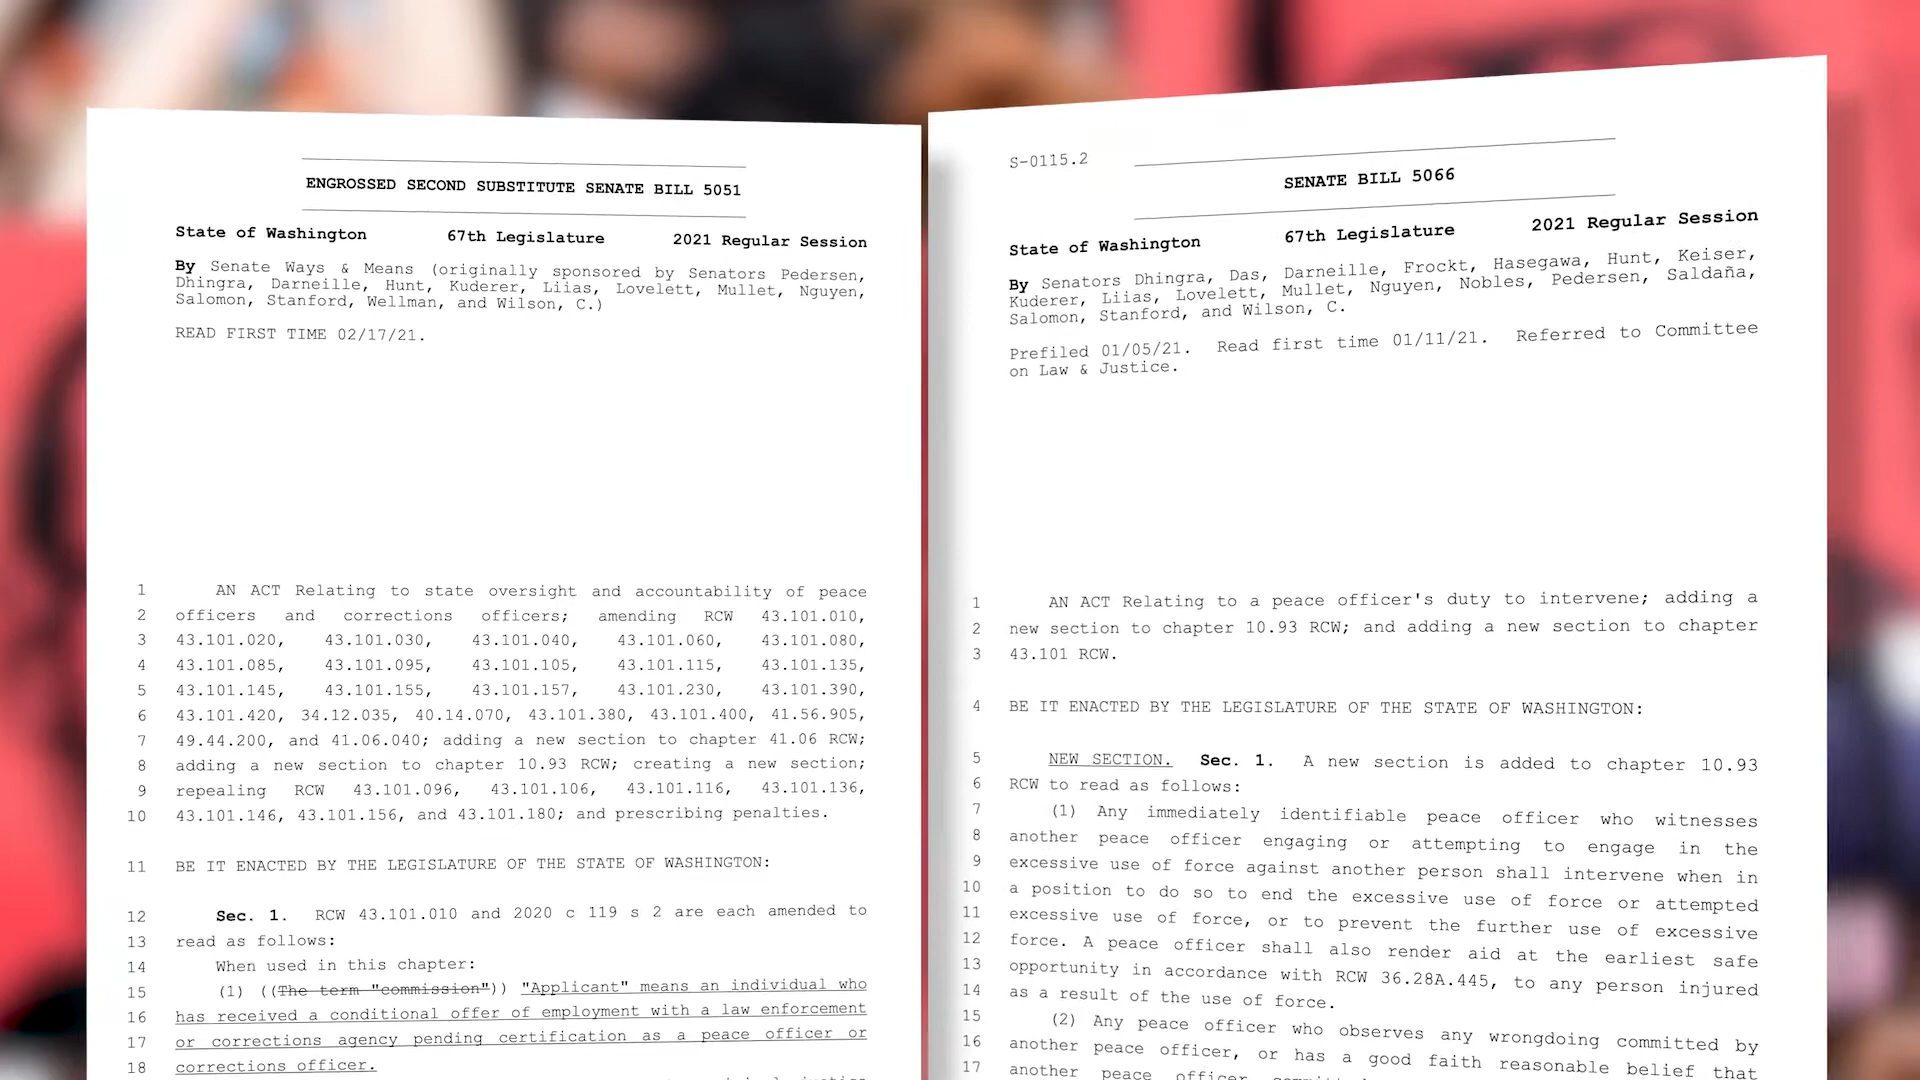 ENGROSSED SECOND SUBSTITUTE SENATE BILL 5051
State of Washington 67th Legislature 2021 Regular Session
By Senate Ways & Means (originally sponsored by Senators Pedersen,
Dhingra, Darneille, Hunt, Kuderer, Liias, Lovelett, Mullet, Nguyen,
Salomon, Stanford, Wellman, and Wilson, C.)
READ FIRST TIME 02/17/21.
1 AN ACT Relating to state oversight and accountability of peace
2 officers and corrections officers; amending RCW 43.101.010,
3 43.101.020, 43.101.030, 43.101.040, 43.101.060, 43.101.080,
4 43.101.085, 43.101.095, 43.101.105, 43.101.115, 43.101.135,
5 43.101.145, 43.101.155, 43.101.157, 43.101.230, 43.101.390,
6 43.101.420, 34.12.035, 40.14.070, 43.101.380, 43.101.400, 41.56.905,
7 49.44.200, and 41.06.040; adding a new section to chapter 41.06 RCW;
8 adding a new section to chapter 10.93 RCW; creating a new section;
9 repealing RCW 43.101.096, 43.101.106, 43.101.116, 43.101.136,
10 43.101.146, 43.101.156, and 43.101.180; and prescribing penalties.
11 BE IT ENACTED BY THE LEGISLATURE OF THE STATE OF WASHINGTON:
12 Sec. 1. RCW 43.101.010 and 2020 c 119 s 2 are each amended to
13 read as follows:
14 When used in this chapter:
15 (1) ((The term "commission")) "Applicant" means an individual who
16 has received a conditional offer of employment with a law enforcement
17 or corrections agency pending certification as a peace officer or
18 corrections officer.
S-0115.2
SENATE BILL 5066
State of Washington 67th Legislature 2021 Regular Session
By Senators Dhingra, Das, Darneille, Frockt, Hasegawa, Hunt, Keiser,
Kuderer, Liias, Lovelett, Mullet, Nguyen, Nobles, Pedersen, Saldaña,
Salomon, Stanford, and Wilson, C.
Prefiled 01/05/21. Read first time 01/11/21. Referred to Committee
on Law & Justice.
1 AN ACT Relating to a peace officer's duty to intervene; adding a
2 new section to chapter 10.93 RCW; and adding a new section to chapter
3 43.101 RCW.
4 BE IT ENACTED BY THE LEGISLATURE OF THE STATE OF WASHINGTON:
5 NEW SECTION. Sec. 1. A new section is added to chapter 10.93
6 RCW to read as follows:
7 (1) Any immediately identifiable peace officer who witnesses
8 another peace officer engaging or attempting to engage in the
9 excessive use of force against another person shall intervene when in
10 a position to do so to end the excessive use of force or attempted
11 excessive use of force, or to prevent the further use of excessive
12 force. A peace officer shall also render aid at the earliest safe
13 opportunity in accordance with RCW 36.28A.445, to any person injured
14 as a result of the use of force.
15 (2) Any peace officer who observes any wrongdoing committed by
16 another peace officer, or has a good faith reasonable belief that
17 another peace officer